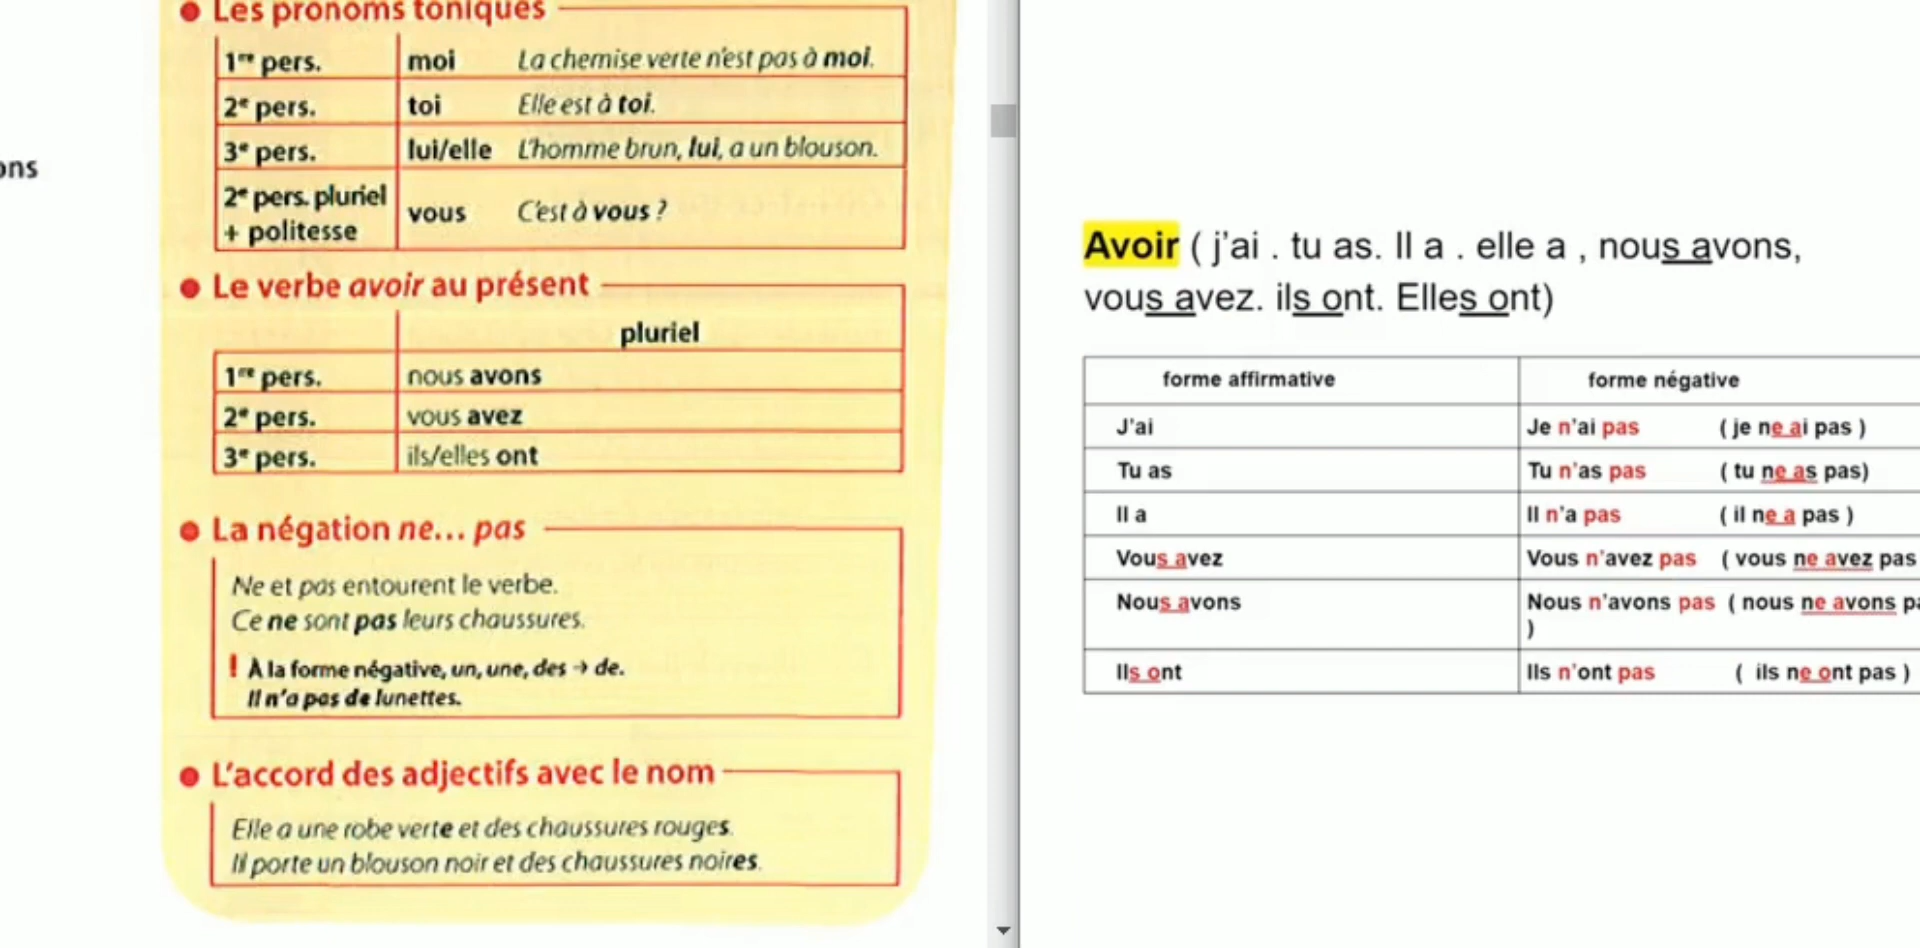 ons
● Les pronoms toniques
1re pers. moi La chemise verte n'est pas à moi.
2e pers. toi Elle est à toi.
3e pers. lui/elle L'homme brun, lui, a un blouson.
2e pers. pluriel
+ politesse vous C'est à vous ?
● Le verbe avoir au présent
pluriel
1re pers. nous avons
2e pers. vous avez
3e pers. ils/elles ont
● La négation ne... pas
Ne et pas entourent le verbe.
Ce ne sont pas leurs chaussures.
! À la forme négative, un, une, des → de.
Il n'a pas de lunettes.
● L'accord des adjectifs avec le nom
Elle a une robe verte et des chaussures rouges.
Il porte un blouson noir et des chaussures noires.
Avoir ( j'ai . tu as. Il a . elle a , nous avons,
vous avez. ils ont. Elles ont)
forme affirmative forme négative
J'ai Je n'ai pas ( je ne ai pas )
Tu as Tu n'as pas ( tu ne as pas)
Il a Il n'a pas ( il ne a pas )
Vous avez Vous n'avez pas ( vous ne avez pas
Nous avons Nous n'avons pas ( nous ne avons pa
)
Ils ont Ils n'ont pas ( ils ne ont pas )